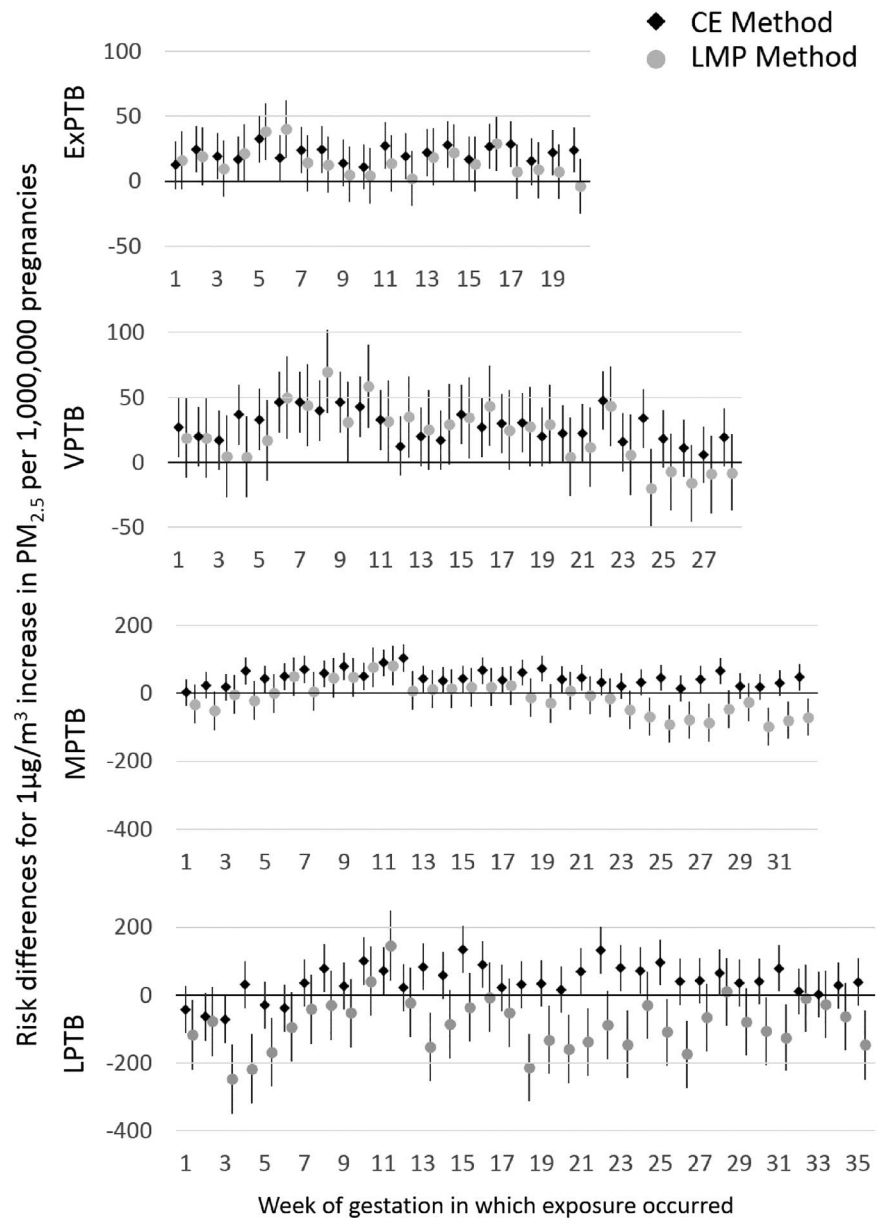 CE Method
LMP Method
Risk differences for 1µg/m³ increase in PM₂.₅ per 1,000,000 pregnancies
ExPTB
100
50
0
-50
1 3 5 7 9 11 13 15 17 19
VPTB
100
50
0
-50
1 3 5 7 9 11 13 15 17 19 21 23 25 27
MPTB
200
0
-200
-400
1 3 5 7 9 11 13 15 17 19 21 23 25 27 29 31
LPTB
200
0
-200
-400
1 3 5 7 9 11 13 15 17 19 21 23 25 27 29 31 33 35
Week of gestation in which exposure occurred